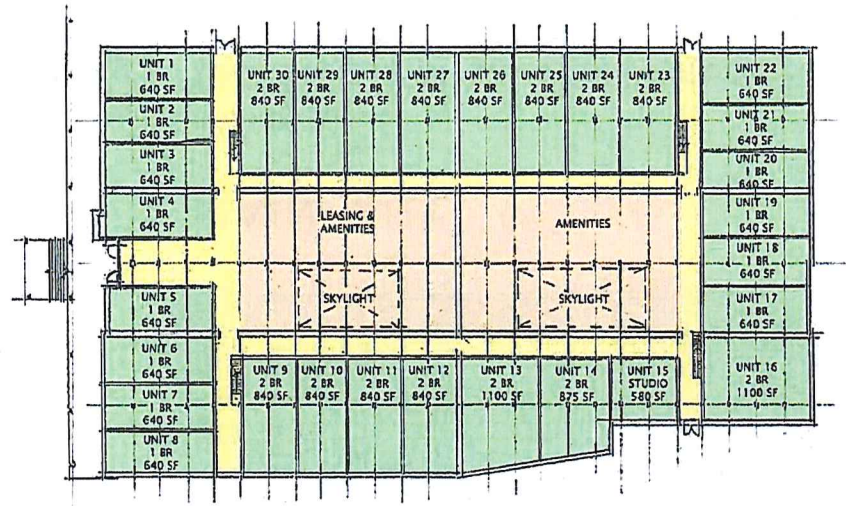 UNIT 1
1 BR
640 SF
UNIT 2
1 BR
640 SF
UNIT 3
1 BR
640 SF
UNIT 4
1 BR
640 SF
UNIT 5
1 BR
640 SF
UNIT 6
1 BR
640 SF
UNIT 7
1 BR
640 SF
UNIT 8
1 BR
640 SF
UNIT 30
2 BR
840 SF
UNIT 29
2 BR
840 SF
UNIT 28
2 BR
840 SF
UNIT 27
2 BR
840 SF
UNIT 26
2 BR
840 SF
UNIT 25
2 BR
840 SF
UNIT 24
2 BR
840 SF
UNIT 23
2 BR
840 SF
LEASING &
AMENITIES
AMENITIES
SKYLIGHT
SKYLIGHT
UNIT 9
2 BR
840 SF
UNIT 10
2 BR
840 SF
UNIT 11
2 BR
840 SF
UNIT 12
2 BR
840 SF
UNIT 13
2 BR
1100 SF
UNIT 14
2 BR
875 SF
UNIT 15
STUDIO
580 SF
UNIT 22
1 BR
640 SF
UNIT 21
1 BR
640 SF
UNIT 20
1 BR
640 SF
UNIT 19
1 BR
640 SF
UNIT 18
1 BR
640 SF
UNIT 17
1 BR
640 SF
UNIT 16
2 BR
1100 SF